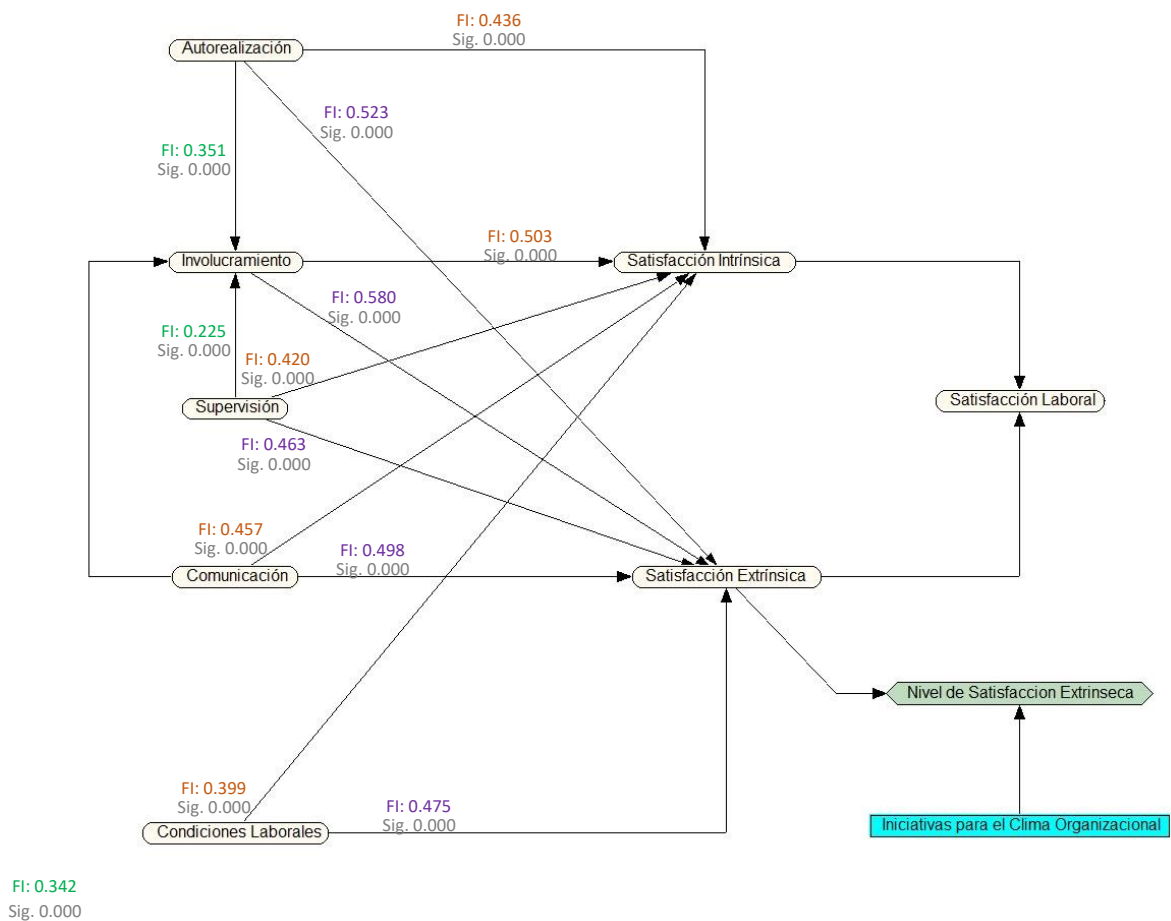 FI: 0.436
Sig. 0.000
Autorealización
FI: 0.523
Sig. 0.000
FI: 0.351
Sig. 0.000
FI: 0.503
Sig. 0.000
Involucramiento
Satisfacción Intrínsica
FI: 0.580
Sig. 0.000
FI: 0.225
Sig. 0.000
FI: 0.420
Sig. 0.000
Satisfacción Laboral
Supervisión
FI: 0.463
Sig. 0.000
FI: 0.457
Sig. 0.000
FI: 0.498
Sig. 0.000
Comunicación
Satisfacción Extrínsica
Nivel de Satisfaccion Extrinseca
FI: 0.399
Sig. 0.000
FI: 0.475
Sig. 0.000
Condiciones Laborales
Iniciativas para el Clima Organizacional
FI: 0.342
Sig. 0.000